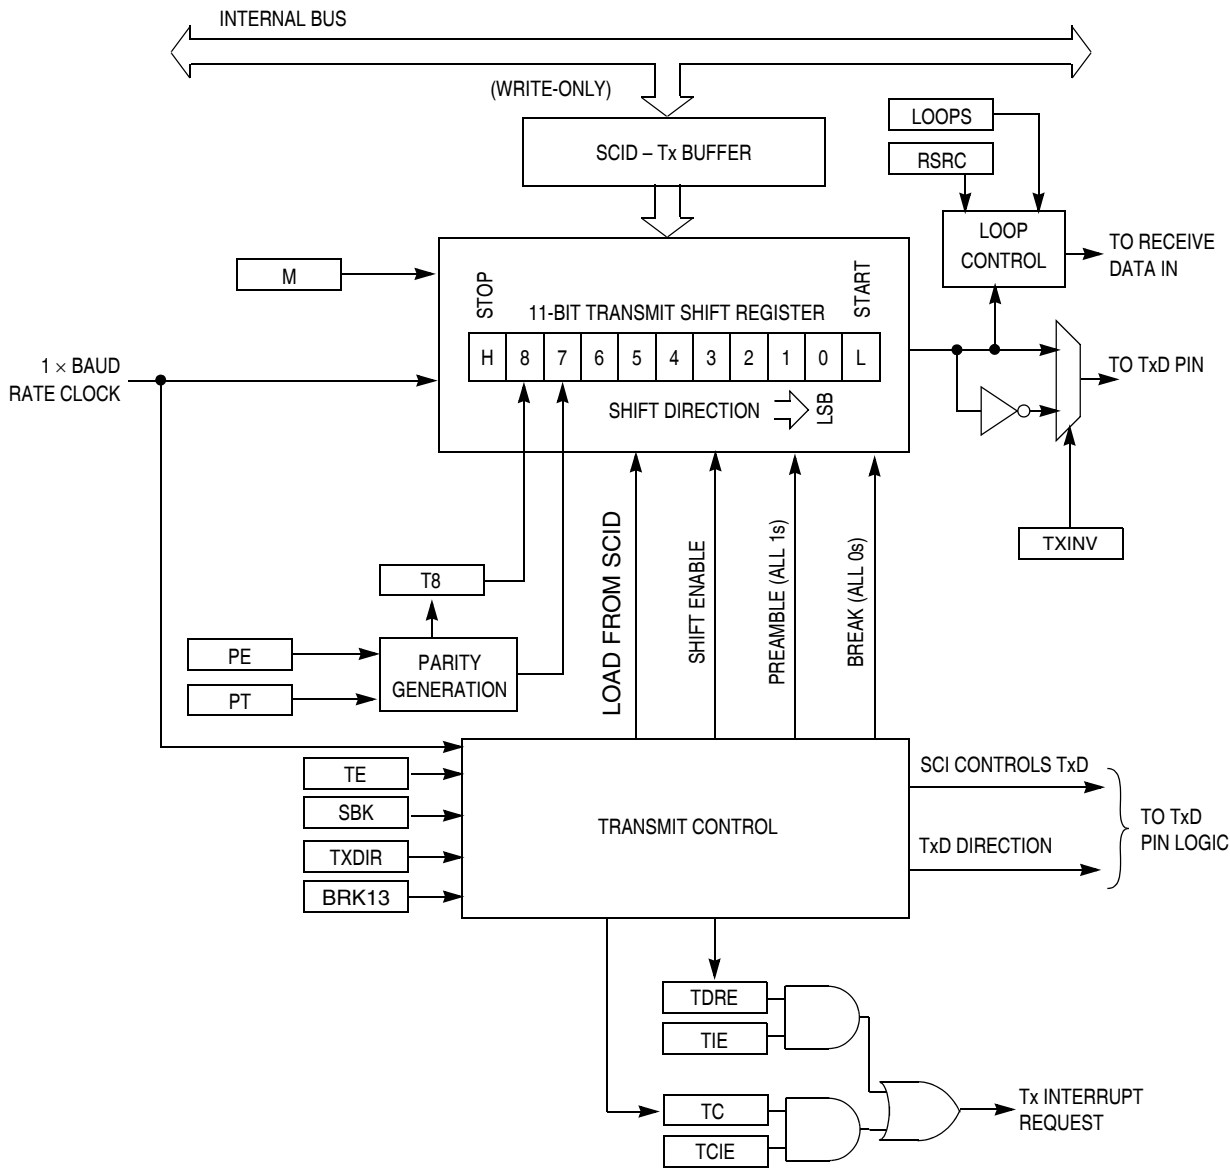 INTERNAL BUS
(WRITE-ONLY)
SCID – Tx BUFFER
LOOPS
RSRC
LOOP
CONTROL
TO RECEIVE
DATA IN
M
STOP
START
11-BIT TRANSMIT SHIFT REGISTER
H 8 7 6 5 4 3 2 1 0 L
SHIFT DIRECTION
LSB
1 × BAUD
RATE CLOCK
TO TxD PIN
TXINV
LOAD FROM SCID
SHIFT ENABLE
PREAMBLE (ALL 1s)
BREAK (ALL 0s)
T8
PE
PT
PARITY
GENERATION
TE
SBK
TXDIR
BRK13
TRANSMIT CONTROL
SCI CONTROLS TxD
TxD DIRECTION
TO TxD
PIN LOGIC
TDRE
TIE
TC
TCIE
Tx INTERRUPT
REQUEST